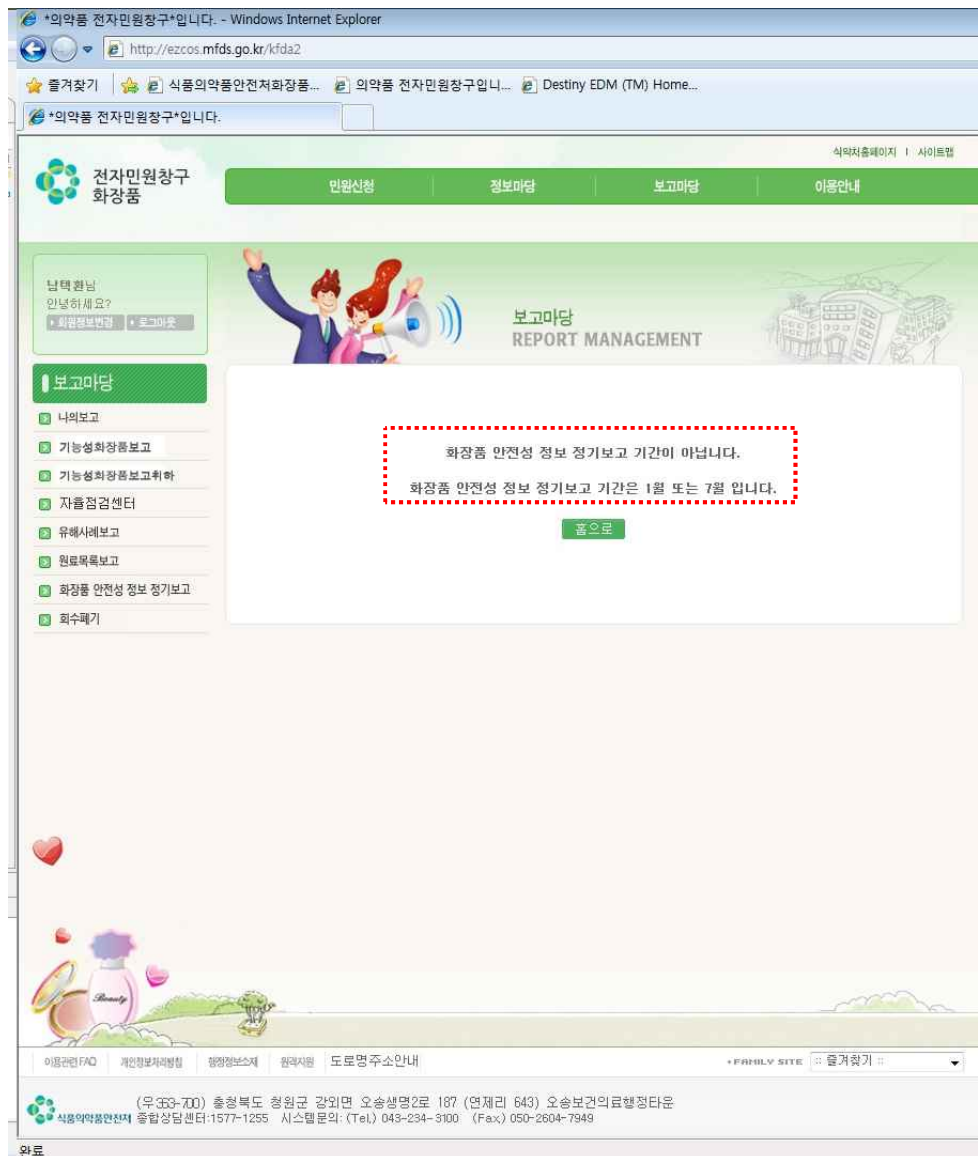 *의약품 전자민원창구*입니다. - Windows Internet Explorer
http://ezcos.mfds.go.kr/kfda2
즐겨찾기 식품의약품안전처화장품... 의약품 전자민원창구입니... Destiny EDM (TM) Home...
*의약품 전자민원창구*입니다.
식약처홈페이지 | 사이트맵
전자민원창구
화장품
민원신청 정보마당 보고마당 이용안내
남택환님
안녕하세요?
회원정보변경 로그아웃
보고마당
REPORT MANAGEMENT
보고마당
나의보고
기능성화장품보고
기능성화장품보고취하
자율점검센터
유해사례보고
원료목록보고
화장품 안전성 정보 정기보고
회수폐기
화장품 안전성 정보 정기보고 기간이 아닙니다.
화장품 안전성 정보 정기보고 기간은 1월 또는 7월 입니다.
홈으로
Beauty
이용관련FAQ 개인정보처리방침 행정정보소재 원격지원 도로명주소안내
FAMILY SITE :: 즐겨찾기 ::
(우363-700) 충청북도 청원군 강외면 오송생명2로 187 (연제리 643) 오송보건의료행정타운
식품의약품안전처 종합상담센터:1577-1255 시스템문의: (Tel.) 043-234-3100 (Fax.) 050-2604-7949
완료